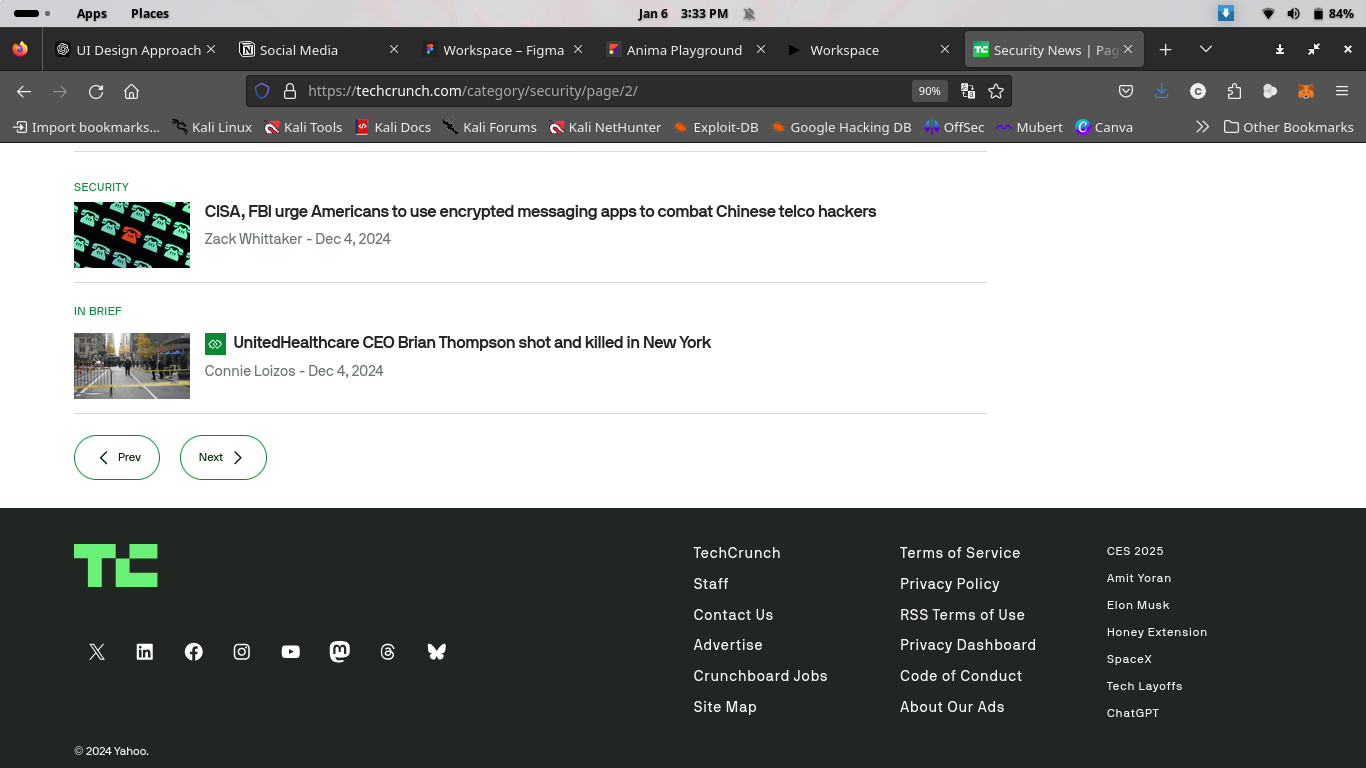 Apps Places Jan 6 3:33 PM 84%
UI Design Approach Social Media Workspace – Figma Anima Playground Workspace TC Security News | Pag
https://techcrunch.com/category/security/page/2/ 90% C
Import bookmarks... Kali Linux Kali Tools Kali Docs Kali Forums Kali NetHunter Exploit-DB Google Hacking DB OffSec Mubert Canva Other Bookmarks
SECURITY
CISA, FBI urge Americans to use encrypted messaging apps to combat Chinese telco hackers
Zack Whittaker - Dec 4, 2024
IN BRIEF
UnitedHealthcare CEO Brian Thompson shot and killed in New York
Connie Loizos - Dec 4, 2024
Prev Next
TC
TechCrunch
Staff
Contact Us
Advertise
Crunchboard Jobs
Site Map
Terms of Service
Privacy Policy
RSS Terms of Use
Privacy Dashboard
Code of Conduct
About Our Ads
CES 2025
Amit Yoran
Elon Musk
Honey Extension
SpaceX
Tech Layoffs
ChatGPT
© 2024 Yahoo.